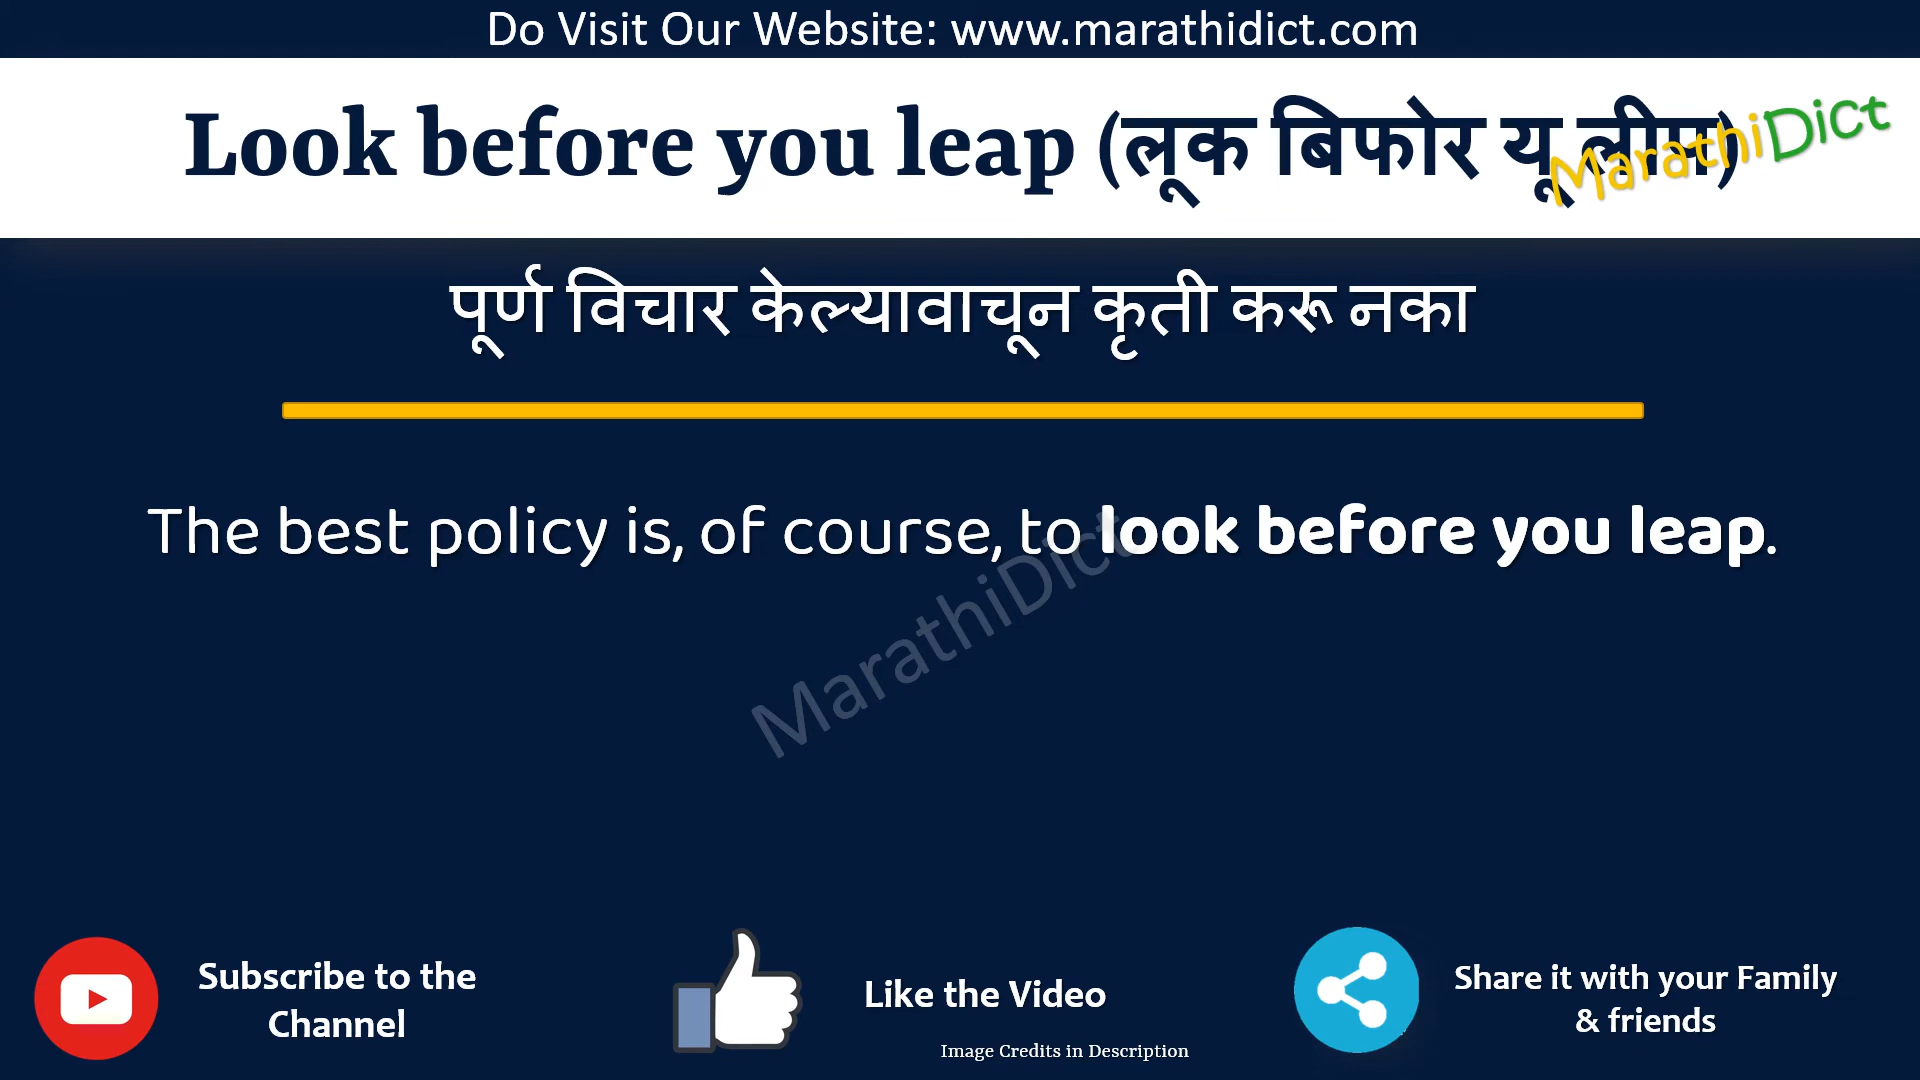 Do Visit Our Website: www.marathidict.com
Look before you leap (लूक बिफोर यू लीप)
MarathiDict
पूर्ण विचार केल्यावाचून कृती करू नका
The best policy is, of course, to look before you leap.
MarathiDict
Subscribe to the
Channel
Like the Video
Share it with your Family
& friends
Image Credits in Description